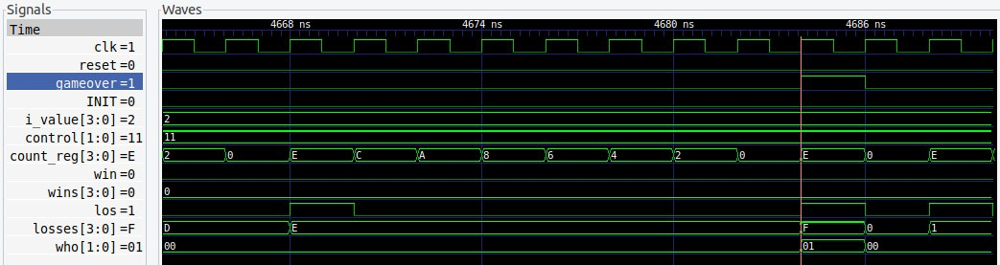 Signals
Waves
Time
4668 ns 4674 ns 4680 ns 4686 ns
clk=1
reset=0
gameover=1
INIT=0
i_value[3:0]=2 2
control[1:0]=11 11
count_reg[3:0]=E 2 0 E C A 8 6 4 2 0 E 0 E
win=0
wins[3:0]=0 0
los=1
losses[3:0]=F D E F 0 1
who[1:0]=01 00 01 00